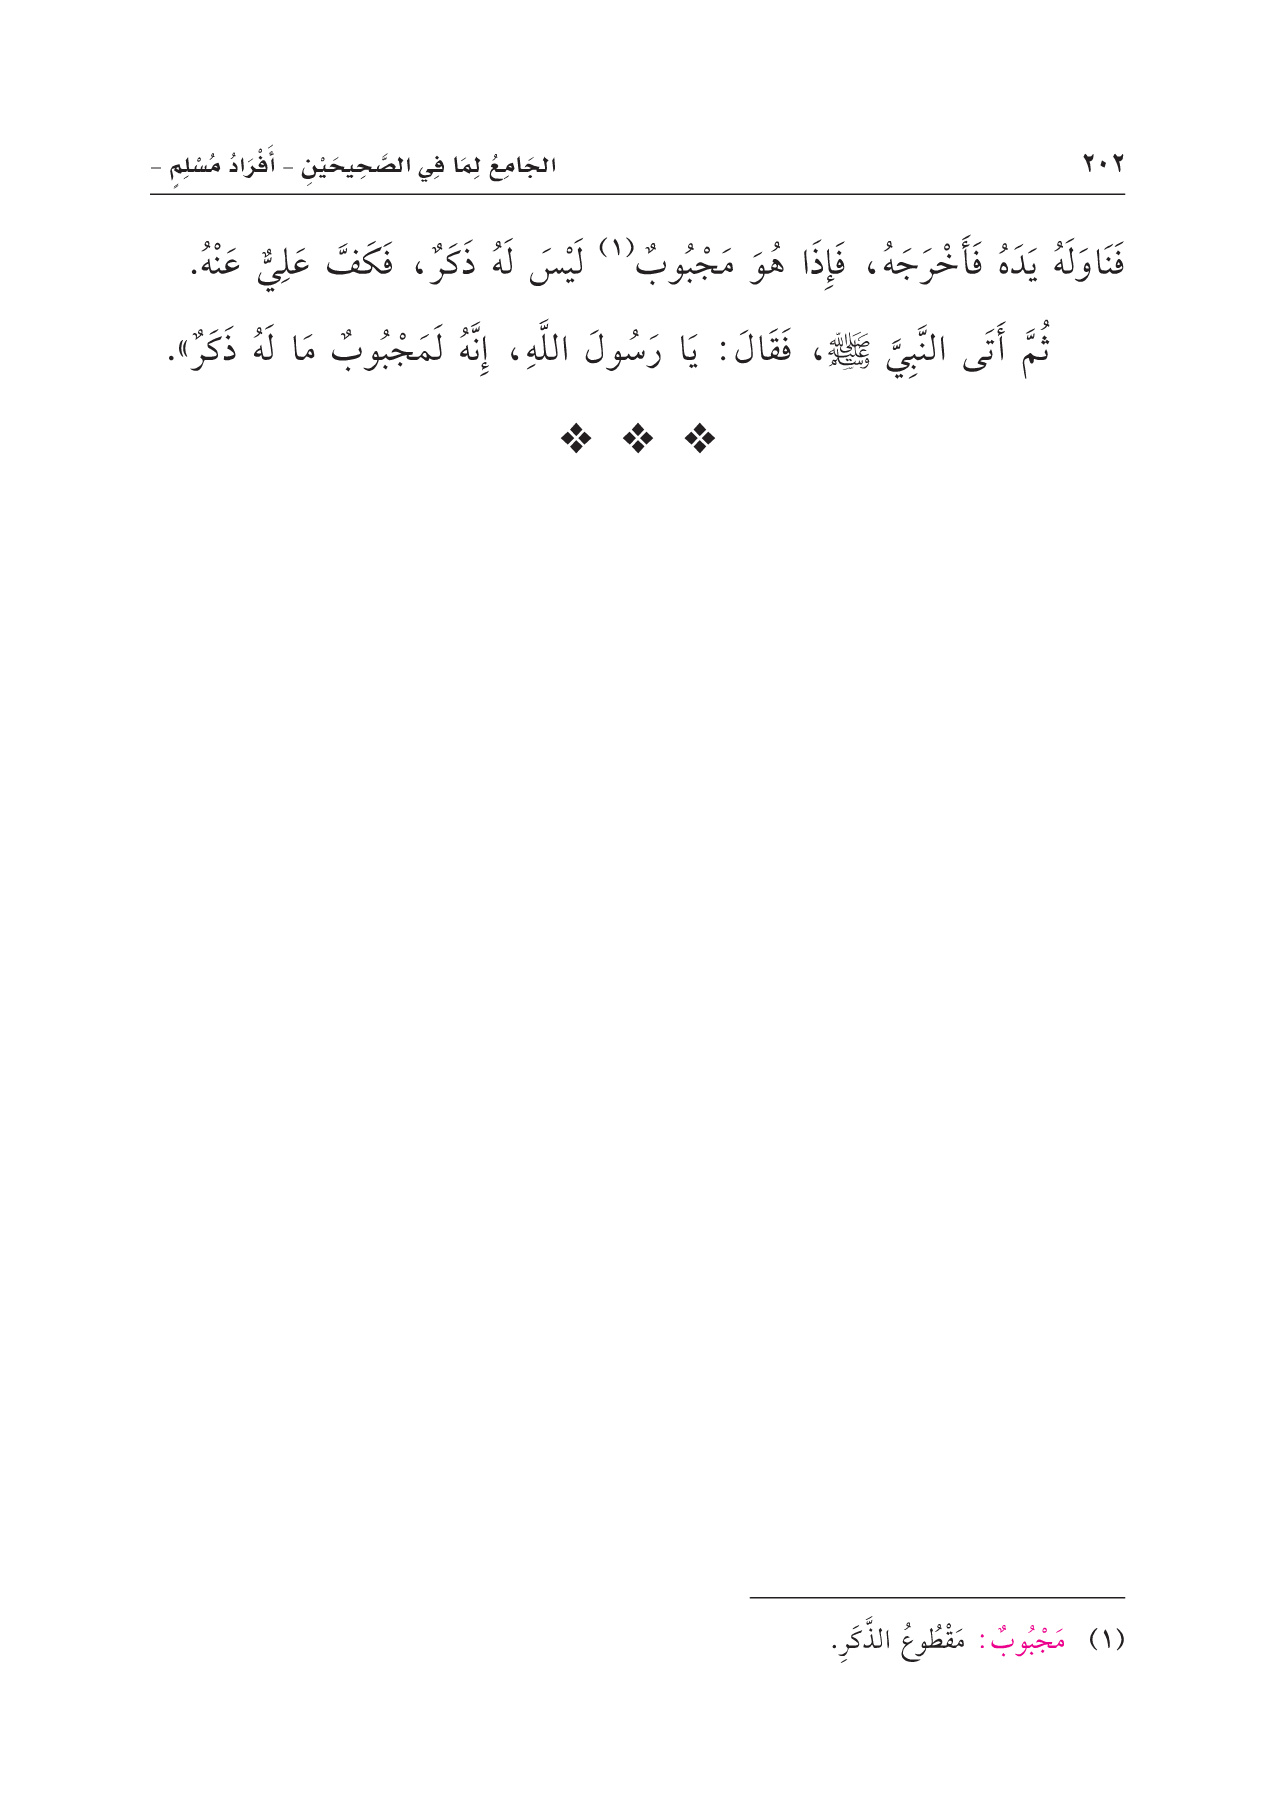 ٢٠٢ الجَامِعُ لِمَا فِي الصَّحِيحَيْنِ - أَفْرَادُ مُسْلِمٍ -
فَنَاوَلَهُ يَدَهُ فَأَخْرَجَهُ، فَإِذَا هُوَ مَجْبُوبٌ(١) لَيْسَ لَهُ ذَكَرٌ، فَكَفَّ عَلِيٌّ عَنْهُ.
ثُمَّ أَتَى النَّبِيَّ ﷺ، فَقَالَ: يَا رَسُولَ اللَّهِ، إِنَّهُ لَمَجْبُوبٌ مَا لَهُ ذَكَرٌ».
(١) مَجْبُوبٌ: مَقْطُوعُ الذَّكَرِ.